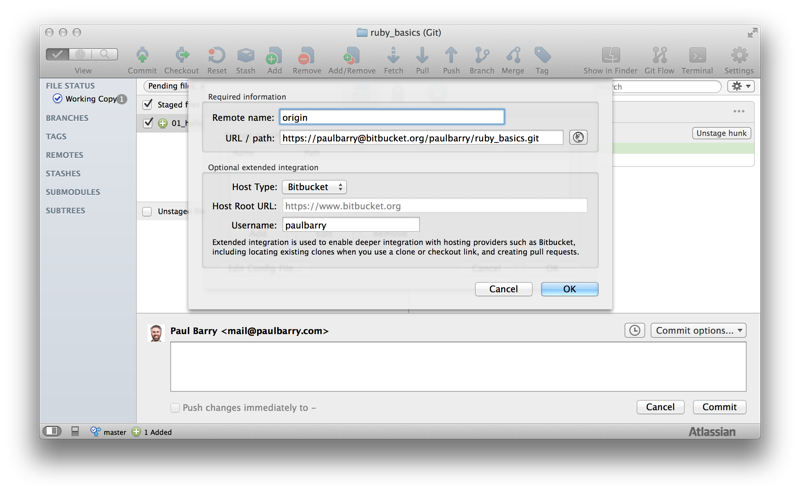 ruby_basics (Git)
View
Commit Checkout Reset Stash Add Remove Add/Remove Fetch Pull Push Branch Merge Tag Show in Finder Git Flow Terminal Settings
FILE STATUS
Working Copy 1
BRANCHES
TAGS
REMOTES
STASHES
SUBMODULES
SUBTREES
Pending
Staged
01_h
Unstaged
Required information
Remote name: origin
URL / path: https://paulbarry@bitbucket.org/paulbarry/ruby_basics.git
Optional extended integration
Host Type: Bitbucket
Host Root URL: https://www.bitbucket.org
Username: paulbarry
Extended integration is used to enable deeper integration with hosting providers such as Bitbucket,
including locating existing clones when you use a clone or checkout link, and creating pull requests.
Edit Config File... Cancel OK
Cancel OK
Unstage hunk
Paul Barry <mail@paulbarry.com>
Commit options...
Push changes immediately to -
Cancel Commit
master 1 Added
Atlassian